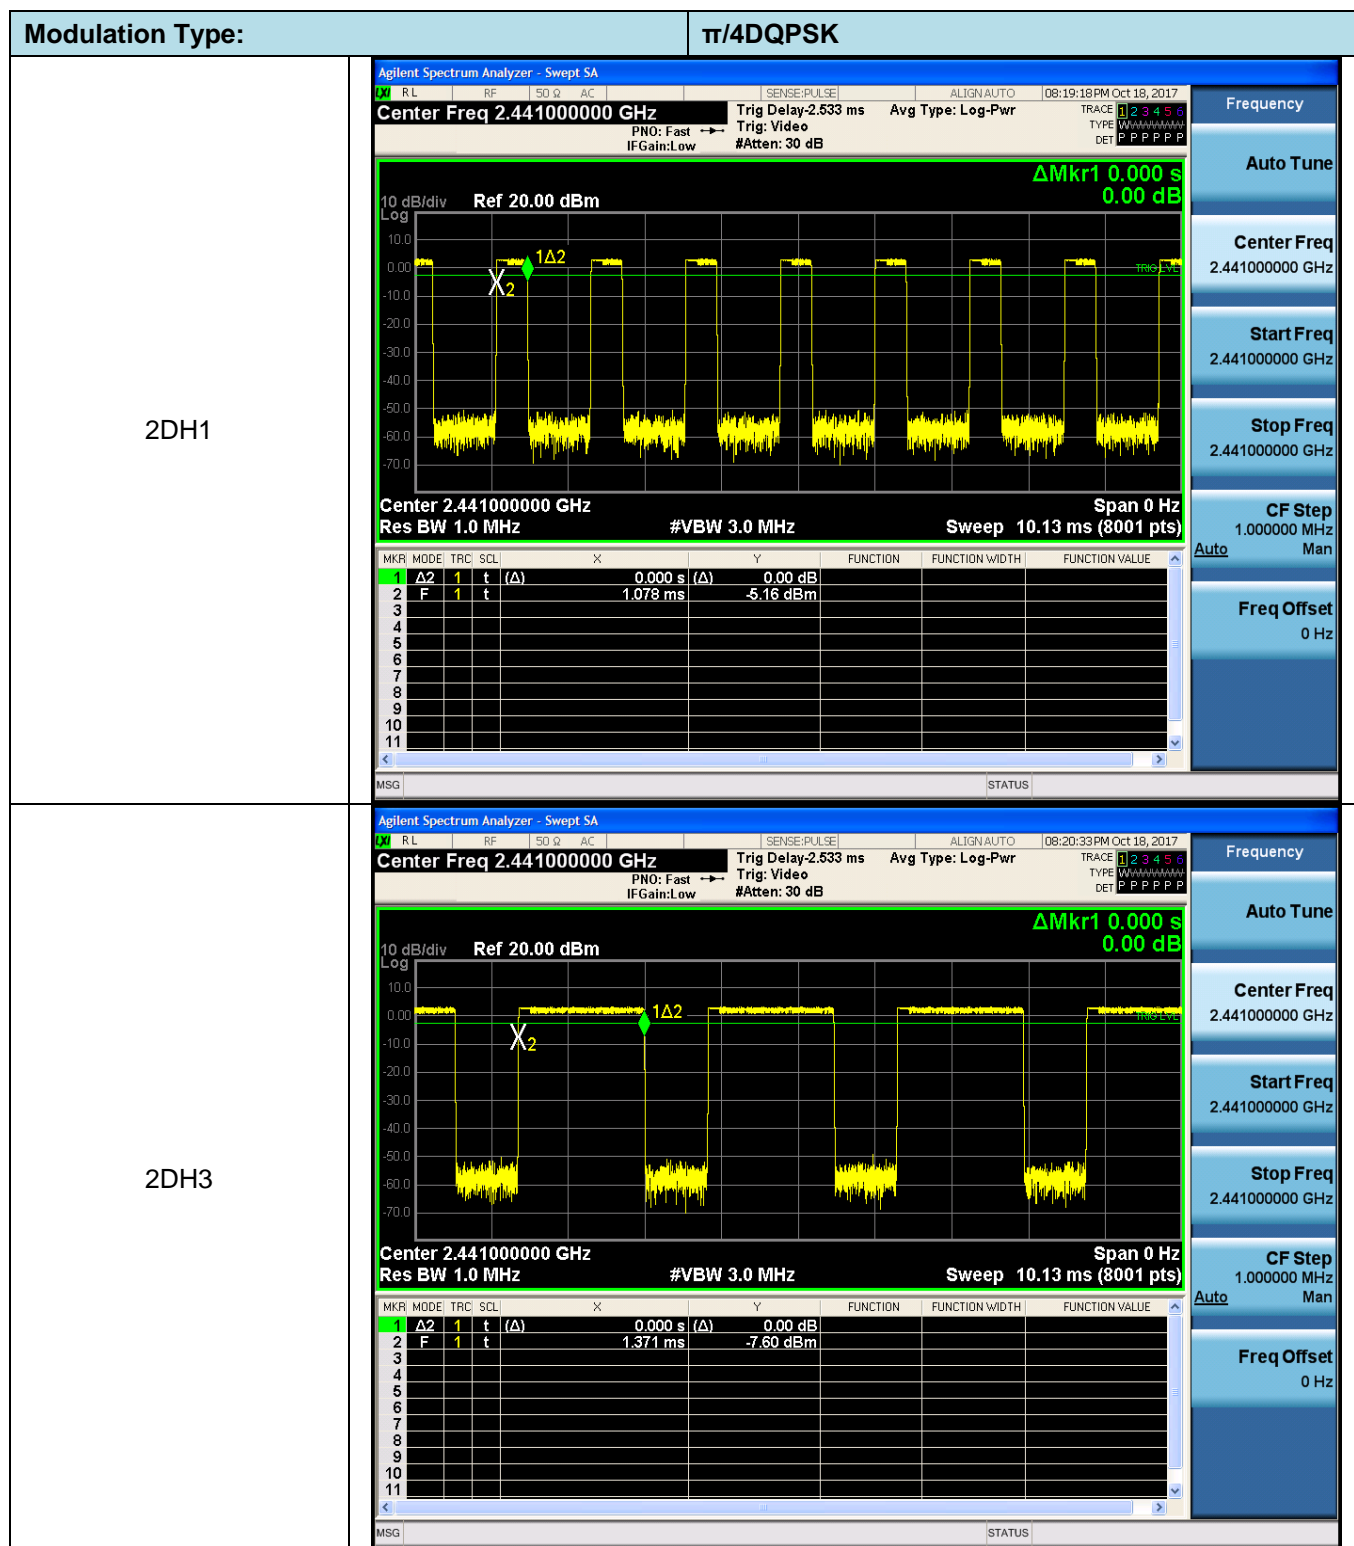 Modulation Type: π/4DQPSK
2DH1
Agilent Spectrum Analyzer - Swept SA
LXI RL RF 50 Ω AC SENSE:PULSE ALIGN AUTO 08:19:18 PM Oct 18, 2017
Center Freq 2.441000000 GHz Trig Delay-2.533 ms Avg Type: Log-Pwr TRACE 1 2 3 4 5 6
PNO: Fast Trig: Video TYPE WWWWWW
IFGain:Low #Atten: 30 dB DET P P P P P P
ΔMkr1 0.000 s
0.00 dB
10 dB/div Ref 20.00 dBm
Log
10.0
0.00
-10.0
-20.0
-30.0
-40.0
-50.0
-60.0
-70.0
1Δ2
X2
TRIG LVL
Center 2.441000000 GHz Span 0 Hz
Res BW 1.0 MHz #VBW 3.0 MHz Sweep 10.13 ms (8001 pts)
MKR MODE TRC SCL X Y FUNCTION FUNCTION WIDTH FUNCTION VALUE
1 Δ2 1 t (Δ) 0.000 s (Δ) 0.00 dB
2 F 1 t 1.078 ms -5.16 dBm
3
4
5
6
7
8
9
10
11
MSG STATUS
Frequency
Auto Tune
Center Freq
2.441000000 GHz
Start Freq
2.441000000 GHz
Stop Freq
2.441000000 GHz
CF Step
1.000000 MHz
Auto Man
Freq Offset
0 Hz
2DH3
Agilent Spectrum Analyzer - Swept SA
LXI RL RF 50 Ω AC SENSE:PULSE ALIGN AUTO 08:20:33 PM Oct 18, 2017
Center Freq 2.441000000 GHz Trig Delay-2.533 ms Avg Type: Log-Pwr TRACE 1 2 3 4 5 6
PNO: Fast Trig: Video TYPE WWWWWW
IFGain:Low #Atten: 30 dB DET P P P P P P
ΔMkr1 0.000 s
0.00 dB
10 dB/div Ref 20.00 dBm
Log
10.0
0.00
-10.0
-20.0
-30.0
-40.0
-50.0
-60.0
-70.0
1Δ2
X2
TRIG LVL
Center 2.441000000 GHz Span 0 Hz
Res BW 1.0 MHz #VBW 3.0 MHz Sweep 10.13 ms (8001 pts)
MKR MODE TRC SCL X Y FUNCTION FUNCTION WIDTH FUNCTION VALUE
1 Δ2 1 t (Δ) 0.000 s (Δ) 0.00 dB
2 F 1 t 1.371 ms -7.60 dBm
3
4
5
6
7
8
9
10
11
MSG STATUS
Frequency
Auto Tune
Center Freq
2.441000000 GHz
Start Freq
2.441000000 GHz
Stop Freq
2.441000000 GHz
CF Step
1.000000 MHz
Auto Man
Freq Offset
0 Hz